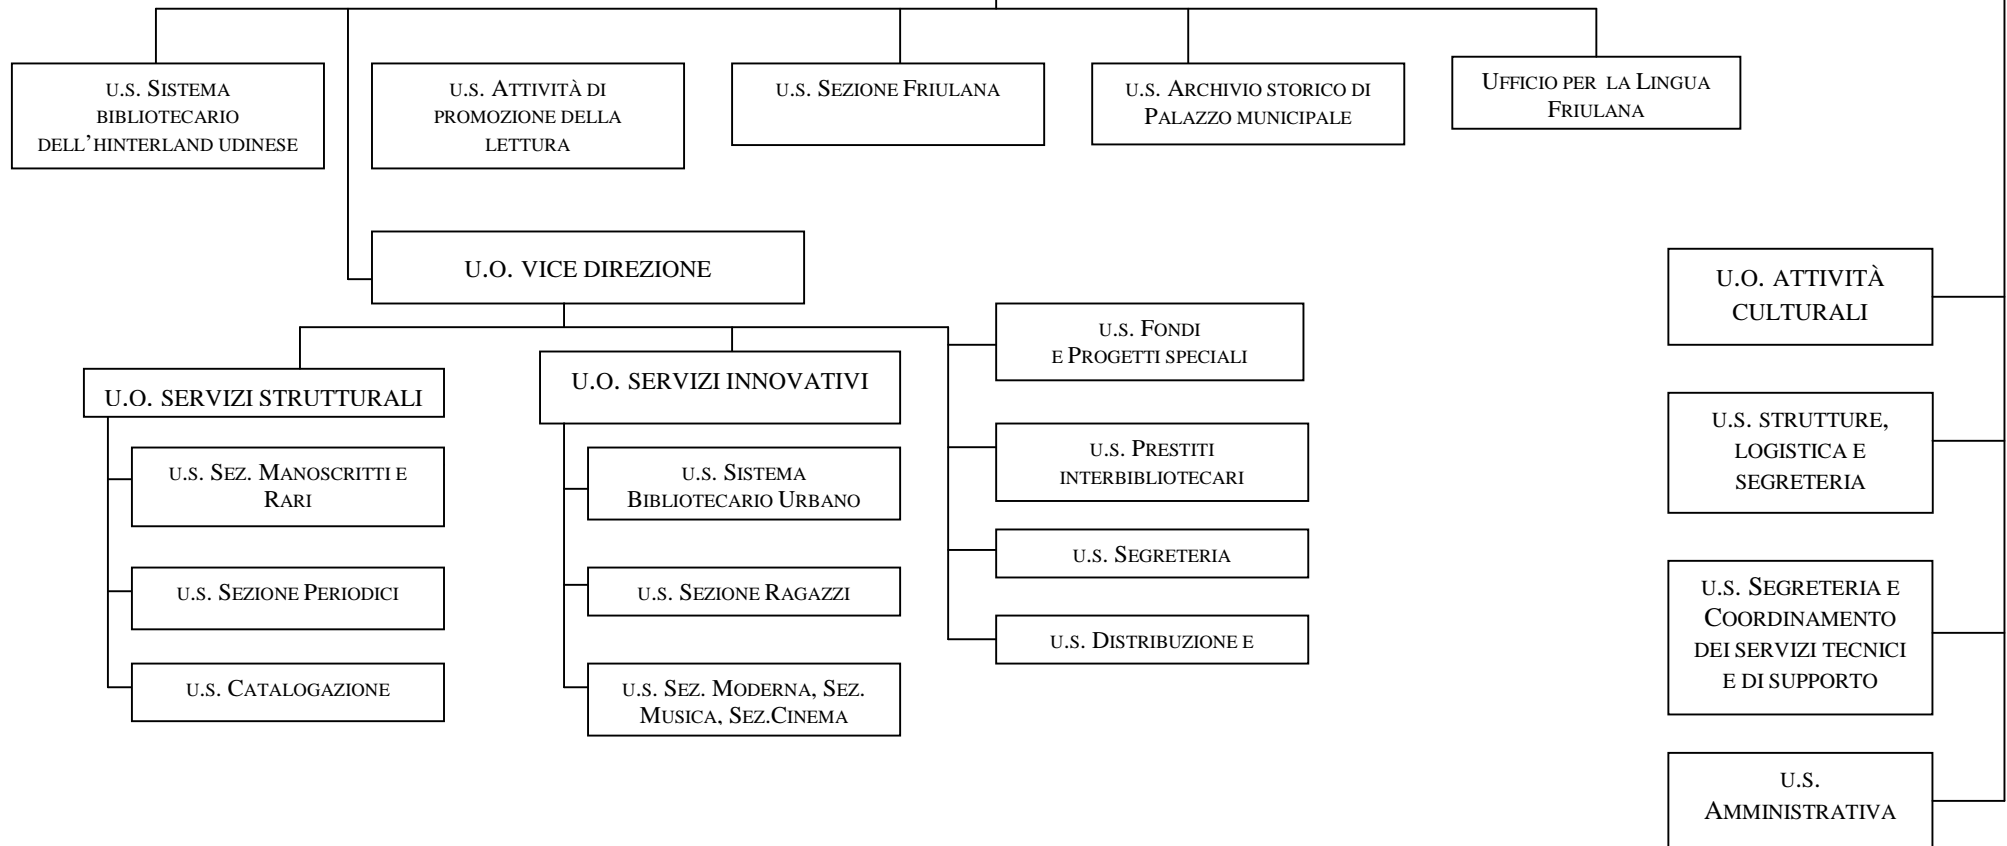 U.S. SISTEMA
BIBLIOTECARIO
DELL'HINTERLAND UDINESE
U.S. ATTIVITÀ DI
PROMOZIONE DELLA
LETTURA
U.S. SEZIONE FRIULANA
U.S. ARCHIVIO STORICO DI
PALAZZO MUNICIPALE
UFFICIO PER LA LINGUA
FRIULANA
U.O. VICE DIREZIONE
U.O. SERVIZI STRUTTURALI
U.S. SEZ. MANOSCRITTI E
RARI
U.S. SEZIONE PERIODICI
U.S. CATALOGAZIONE
U.O. SERVIZI INNOVATIVI
U.S. SISTEMA
BIBLIOTECARIO URBANO
U.S. SEZIONE RAGAZZI
U.S. SEZ. MODERNA, SEZ.
MUSICA, SEZ.CINEMA
U.S. FONDI
E PROGETTI SPECIALI
U.S. PRESTITI
INTERBIBLIOTECARI
U.S. SEGRETERIA
U.S. DISTRIBUZIONE E
U.O. ATTIVITÀ
CULTURALI
U.S. STRUTTURE,
LOGISTICA E
SEGRETERIA
U.S. SEGRETERIA E
COORDINAMENTO
DEI SERVIZI TECNICI
E DI SUPPORTO
U.S.
AMMINISTRATIVA